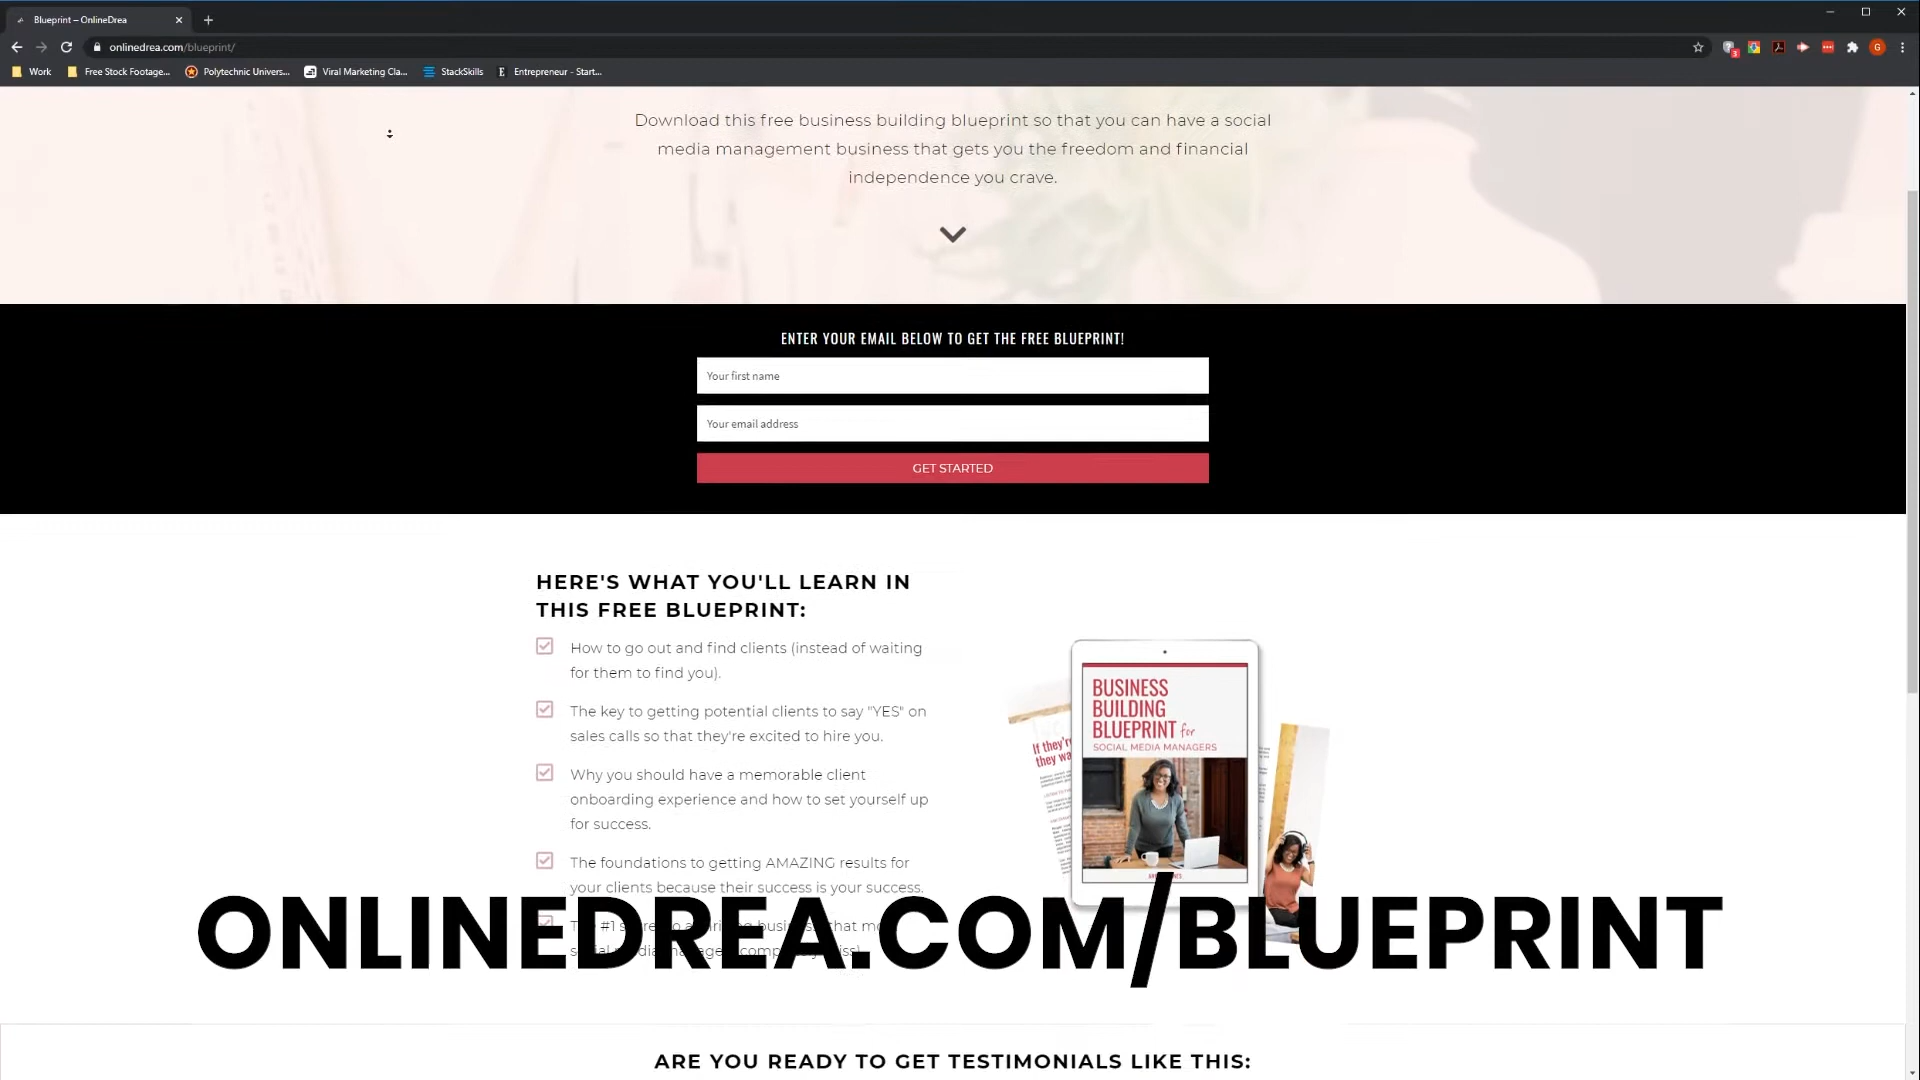 Blueprint – OnlineDrea
onlinedrea.com/blueprint/
Work
Free Stock Footage...
Polytechnic Univers...
Viral Marketing Cla...
StackSkills
Entrepreneur - Start...
Download this free business building blueprint so that you can have a social
media management business that gets you the freedom and financial
independence you crave.
ENTER YOUR EMAIL BELOW TO GET THE FREE BLUEPRINT!
Your first name
Your email address
GET STARTED
HERE'S WHAT YOU'LL LEARN IN
THIS FREE BLUEPRINT:
How to go out and find clients (instead of waiting
for them to find you).
The key to getting potential clients to say "YES" on
sales calls so that they're excited to hire you.
Why you should have a memorable client
onboarding experience and how to set yourself up
for success.
The foundations to getting AMAZING results for
your clients because their success is your success.
#1
If they're
they wa
BUSINESS
BUILDING
BLUEPRINT for
SOCIAL MEDIA MANAGERS
ONLINEDREA.COM/BLUEPRINT
ARE YOU READY TO GET TESTIMONIALS LIKE THIS: